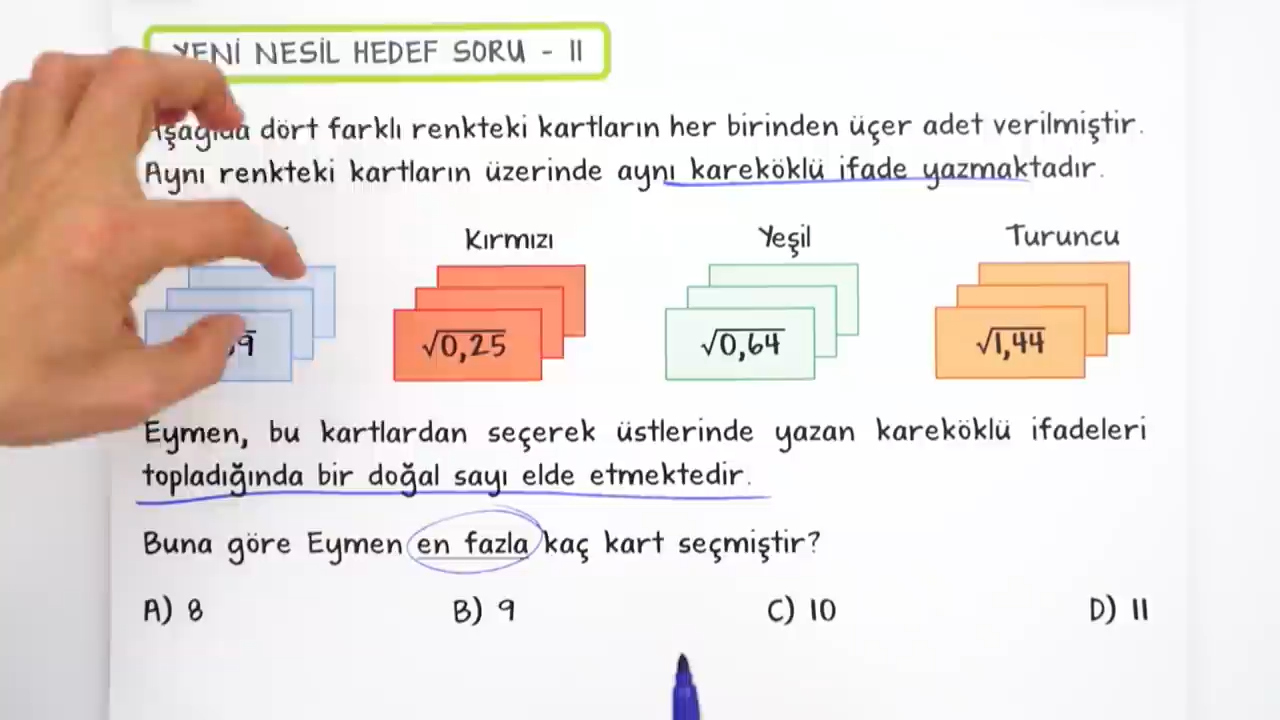 YENİ NESİL HEDEF SORU - II
Aşağıda dört farklı renkteki kartların her birinden üçer adet verilmiştir.
Aynı renkteki kartların üzerinde aynı kareköklü ifade yazmaktadır.
Kırmızı Yeşil Turuncu
√0,25 √0,64 √1,44
Eymen, bu kartlardan seçerek üstlerinde yazan kareköklü ifadeleri
topladığında bir doğal sayı elde etmektedir.
Buna göre Eymen en fazla kaç kart seçmiştir?
A) 8 B) 9 C) 10 D) 11